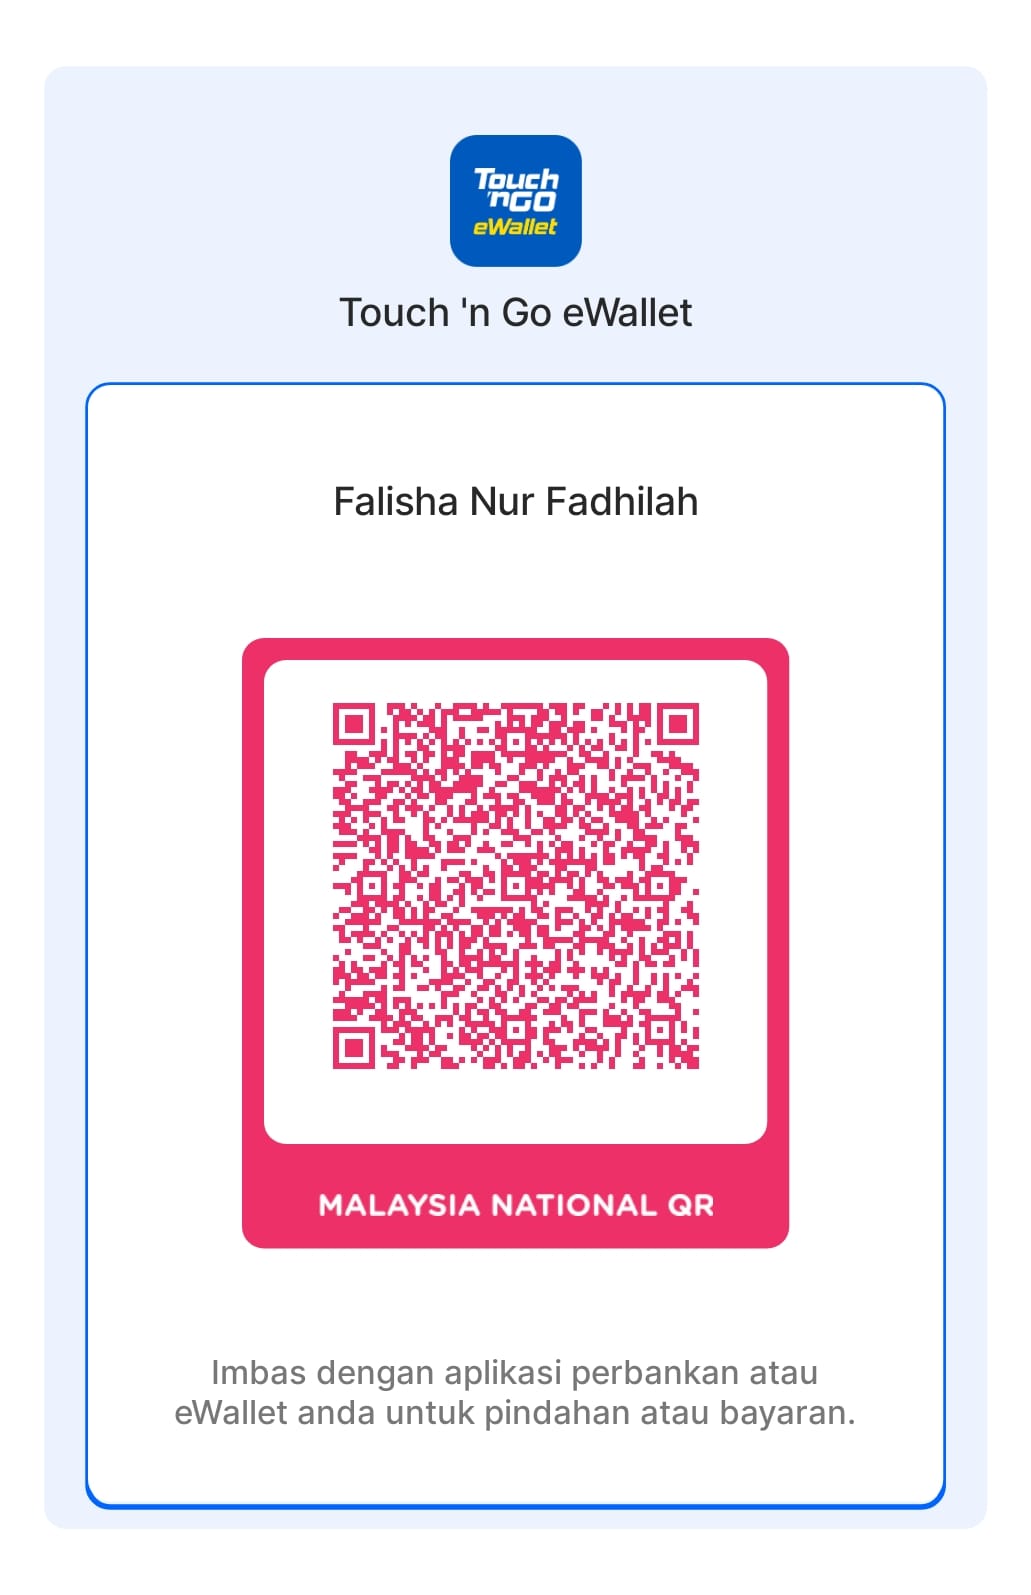 Touch
'nGO
eWallet
Touch 'n Go eWallet
Falisha Nur Fadhilah
MALAYSIA NATIONAL QR
Imbas dengan aplikasi perbankan atau
eWallet anda untuk pindahan atau bayaran.